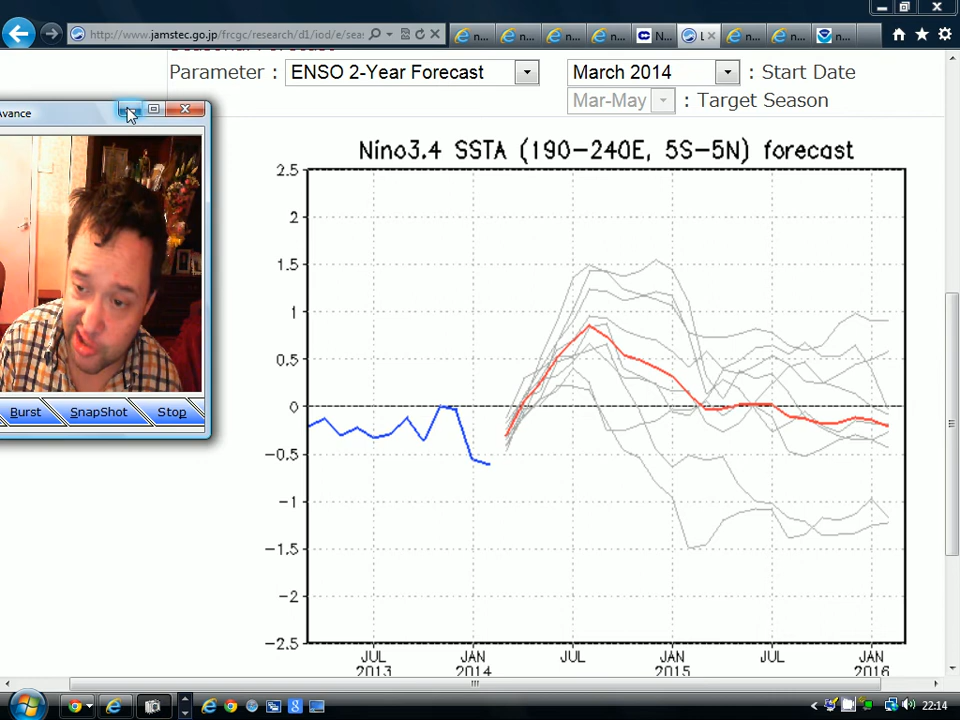 http://www.jamstec.go.jp/frcgc/research/d1/iod/e/sea
n...
n...
n...
n...
N...
L
n...
n...
n...
Seasonal Forecast
Parameter : ENSO 2-Year Forecast March 2014 : Start Date
Mar-May : Target Season
Avance
Nino3.4 SSTA (190-240E, 5S-5N) forecast
2.5
2
1.5
1
0.5
0
-0.5
-1
-1.5
-2
-2.5
JUL 2013
JAN 2014
JUL
JAN 2015
JUL
JAN 2016
Burst SnapShot Stop
22:14